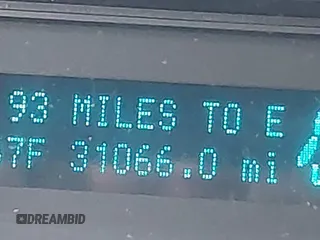 93 MILES TO E
7F 31066.0 mi
DREAMBID